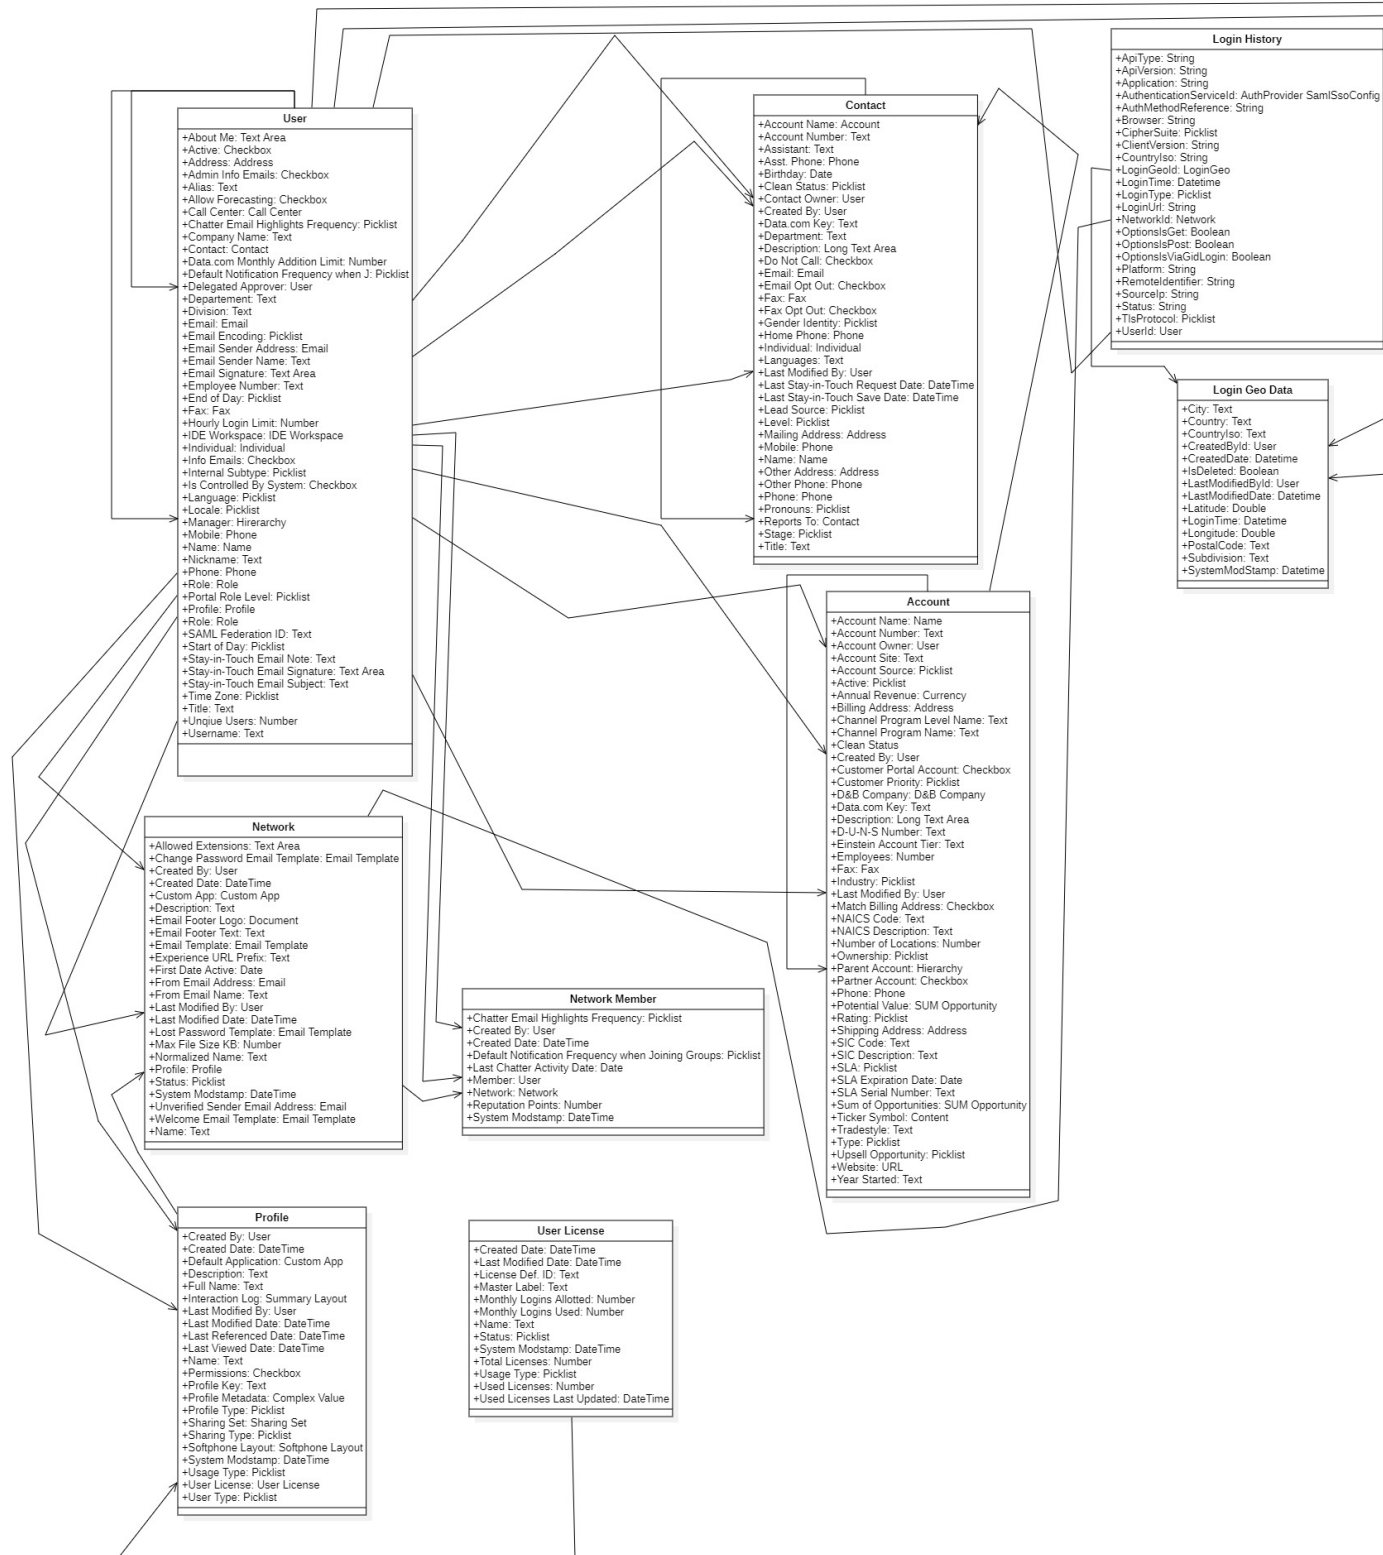 User
+About Me: Text Area
+Active: Checkbox
+Address: Address
+Admin Info Emails: Checkbox
+Alias: Text
+Allow Forecasting: Checkbox
+Call Center: Call Center
+Chatter Email Highlights Frequency: Picklist
+Company Name: Text
+Contact: Contact
+Data.com Monthly Addition Limit: Number
+Default Notification Frequency when J: Picklist
+Delegated Approver: User
+Departement: Text
+Division: Text
+Email: Email
+Email Encoding: Picklist
+Email Sender Address: Email
+Email Sender Name: Text
+Email Signature: Text Area
+Employee Number: Text
+End of Day: Picklist
+Fax: Fax
+Hourly Login Limit: Number
+IDE Workspace: IDE Workspace
+Individual: Individual
+Info Emails: Checkbox
+Internal Subtype: Picklist
+Is Controlled By System: Checkbox
+Language: Picklist
+Locale: Picklist
+Manager: Hirerarchy
+Mobile: Phone
+Name: Name
+Nickname: Text
+Phone: Phone
+Role: Role
+Portal Role Level: Picklist
+Profile: Profile
+Role: Role
+SAML Federation ID: Text
+Start of Day: Picklist
+Stay-in-Touch Email Note: Text
+Stay-in-Touch Email Signature: Text Area
+Stay-in-Touch Email Subject: Text
+Time Zone: Picklist
+Title: Text
+Unqiue Users: Number
+Username: Text
Contact
+Account Name: Account
+Account Number: Text
+Assistant: Text
+Asst. Phone: Phone
+Birthday: Date
+Clean Status: Picklist
+Contact Owner: User
+Created By: User
+Data.com Key: Text
+Department: Text
+Description: Long Text Area
+Do Not Call: Checkbox
+Email: Email
+Email Opt Out: Checkbox
+Fax: Fax
+Fax Opt Out: Checkbox
+Gender Identity: Picklist
+Home Phone: Phone
+Individual: Individual
+Languages: Text
+Last Modified By: User
+Last Stay-in-Touch Request Date: DateTime
+Last Stay-in-Touch Save Date: DateTime
+Lead Source: Picklist
+Level: Picklist
+Mailing Address: Address
+Mobile: Phone
+Name: Name
+Other Address: Address
+Other Phone: Phone
+Phone: Phone
+Pronouns: Picklist
+Reports To: Contact
+Stage: Picklist
+Title: Text
Login History
+ApiType: String
+ApiVersion: String
+Application: String
+AuthenticationServiceId: AuthProvider SamlSsoConfig
+AuthMethodReference: String
+Browser: String
+CipherSuite: Picklist
+ClientVersion: String
+CountryIso: String
+LoginGeoId: LoginGeo
+LoginTime: Datetime
+LoginType: Picklist
+LoginUrl: String
+NetworkId: Network
+OptionsIsGet: Boolean
+OptionsIsPost: Boolean
+OptionsIsViaGidLogin: Boolean
+Platform: String
+RemoteIdentifier: String
+SourceIp: String
+Status: String
+TlsProtocol: Picklist
+UserId: User
Login Geo Data
+City: Text
+Country: Text
+CountryIso: Text
+CreatedById: User
+CreatedDate: Datetime
+IsDeleted: Boolean
+LastModifiedById: User
+LastModifiedDate: Datetime
+Latitude: Double
+LoginTime: Datetime
+Longitude: Double
+PostalCode: Text
+Subdivision: Text
+SystemModStamp: Datetime
Account
+Account Name: Name
+Account Number: Text
+Account Owner: User
+Account Site: Text
+Account Source: Picklist
+Active: Picklist
+Annual Revenue: Currency
+Billing Address: Address
+Channel Program Level Name: Text
+Channel Program Name: Text
+Clean Status
+Created By: User
+Customer Portal Account: Checkbox
+Customer Priority: Picklist
+D&B Company: D&B Company
+Data.com Key: Text
+Description: Long Text Area
+D-U-N-S Number: Text
+Einstein Account Tier: Text
+Employees: Number
+Fax: Fax
+Industry: Picklist
+Last Modified By: User
+Match Billing Address: Checkbox
+NAICS Code: Text
+NAICS Description: Text
+Number of Locations: Number
+Ownership: Picklist
+Parent Account: Hierarchy
+Partner Account: Checkbox
+Phone: Phone
+Potential Value: SUM Opportunity
+Rating: Picklist
+Shipping Address: Address
+SIC Code: Text
+SIC Description: Text
+SLA: Picklist
+SLA Expiration Date: Date
+SLA Serial Number: Text
+Sum of Opportunities: SUM Opportunity
+Ticker Symbol: Content
+Tradestyle: Text
+Type: Picklist
+Upsell Opportunity: Picklist
+Website: URL
+Year Started: Text
Network
+Allowed Extensions: Text Area
+Change Password Email Template: Email Template
+Created By: User
+Created Date: DateTime
+Custom App: Custom App
+Description: Text
+Email Footer Logo: Document
+Email Footer Text: Text
+Email Template: Email Template
+Experience URL Prefix: Text
+First Date Active: Date
+From Email Address: Email
+From Email Name: Text
+Last Modified By: User
+Last Modified Date: DateTime
+Lost Password Template: Email Template
+Max File Size KB: Number
+Normalized Name: Text
+Profile: Profile
+Status: Picklist
+System Modstamp: DateTime
+Unverified Sender Email Address: Email
+Welcome Email Template: Email Template
+Name: Text
Network Member
+Chatter Email Highlights Frequency: Picklist
+Created By: User
+Created Date: DateTime
+Default Notification Frequency when Joining Groups: Picklist
+Last Chatter Activity Date: Date
+Member: User
+Network: Network
+Reputation Points: Number
+System Modstamp: DateTime
Profile
+Created By: User
+Created Date: DateTime
+Default Application: Custom App
+Description: Text
+Full Name: Text
+Interaction Log: Summary Layout
+Last Modified By: User
+Last Modified Date: DateTime
+Last Referenced Date: DateTime
+Last Viewed Date: DateTime
+Name: Text
+Permissions: Checkbox
+Profile Key: Text
+Profile Metadata: Complex Value
+Profile Type: Picklist
+Sharing Set: Sharing Set
+Sharing Type: Picklist
+Softphone Layout: Softphone Layout
+System Modstamp: DateTime
+Usage Type: Picklist
+User License: User License
+User Type: Picklist
User License
+Created Date: DateTime
+Last Modified Date: DateTime
+License Def. ID: Text
+Master Label: Text
+Monthly Logins Allotted: Number
+Monthly Logins Used: Number
+Name: Text
+Status: Picklist
+System Modstamp: DateTime
+Total Licenses: Number
+Usage Type: Picklist
+Used Licenses: Number
+Used Licenses Last Updated: DateTime